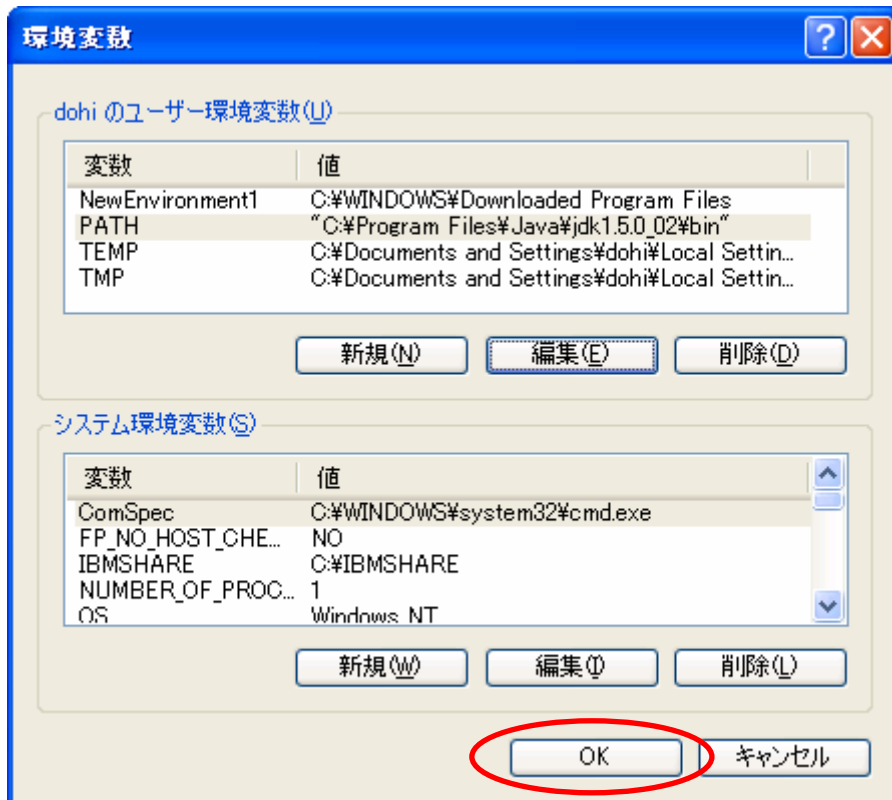 環境変数
dohi のユーザー環境変数(U)
変数 値
NewEnvironment1 C:¥WINDOWS¥Downloaded Program Files
PATH "C:¥Program Files¥Java¥jdk1.5.0_02¥bin"
TEMP C:¥Documents and Settings¥dohi¥Local Settin...
TMP C:¥Documents and Settings¥dohi¥Local Settin...
新規(N) 編集(E) 削除(D)
システム環境変数(S)
変数 値
ComSpec C:¥WINDOWS¥system32¥cmd.exe
FP_NO_HOST_CHE... NO
IBMSHARE C:¥IBMSHARE
NUMBER_OF_PROC... 1
OS Windows_NT
新規(W) 編集(I) 削除(L)
OK キャンセル